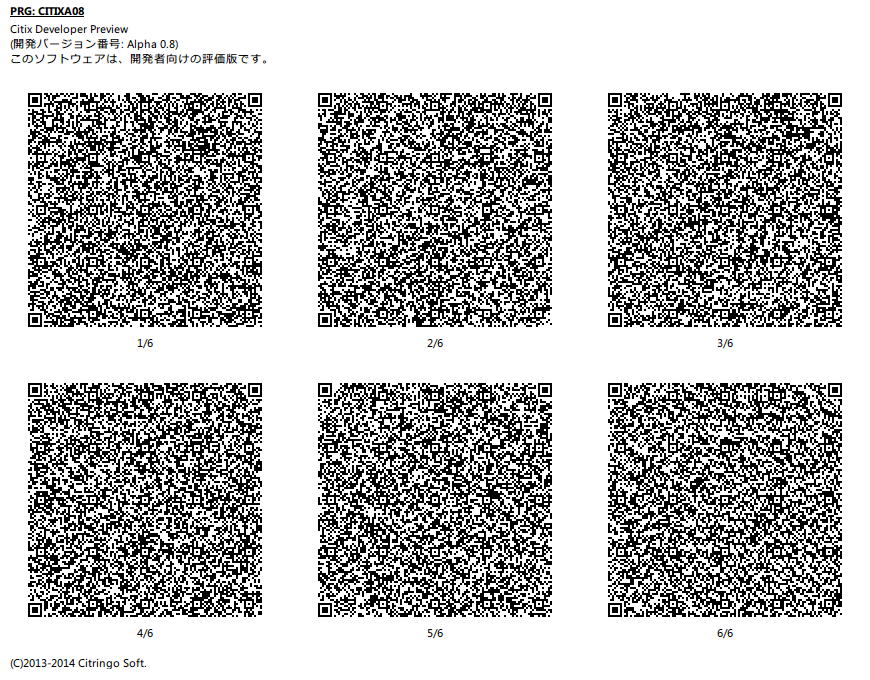 PRG: CITIXA08
Citix Developer Preview
(開発バージョン番号: Alpha 0.8)
このソフトウェアは、開発者向けの評価版です。
1/6
2/6
3/6
4/6
5/6
6/6
(C)2013-2014 Citringo Soft.